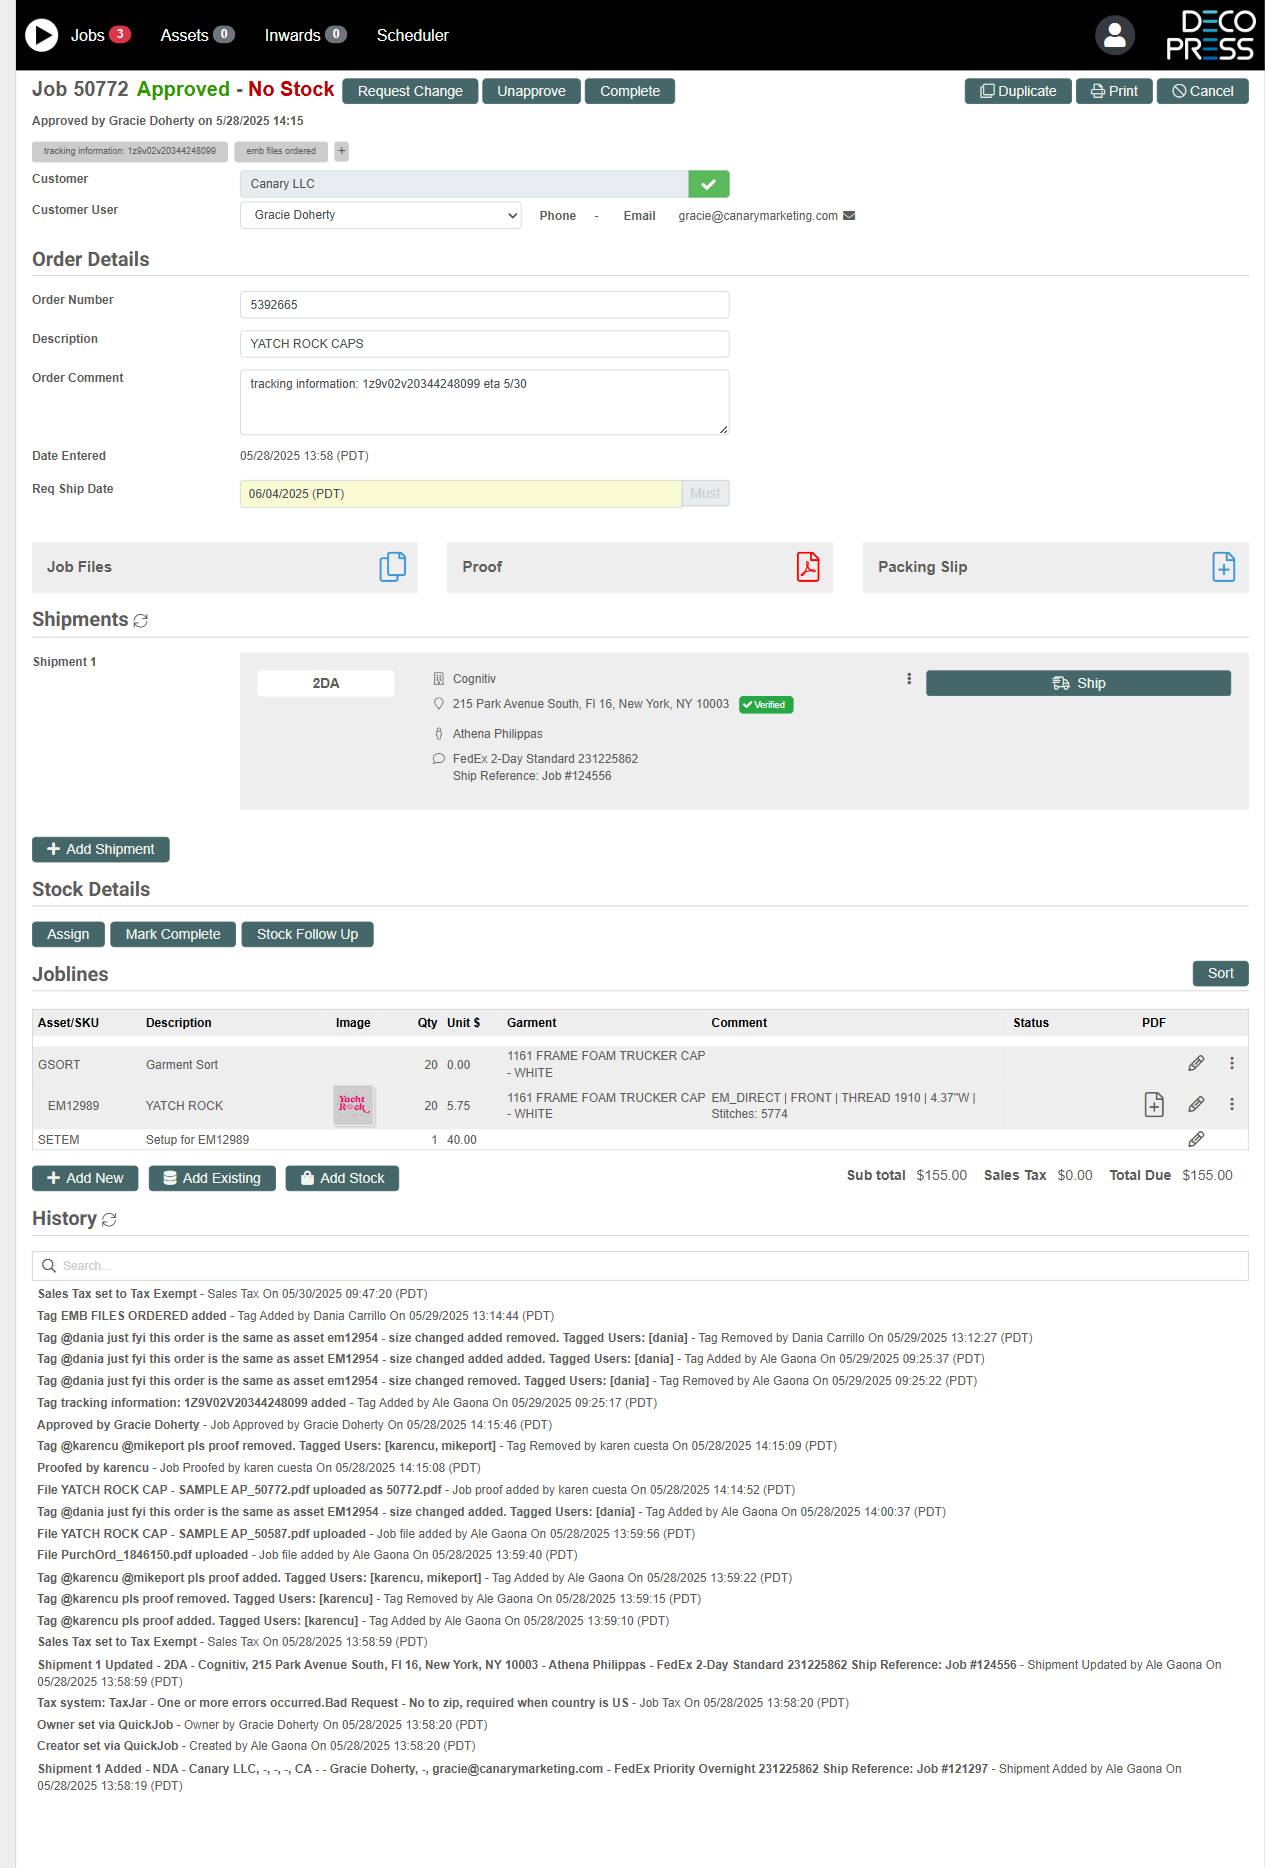 Jobs 3 Assets 0 Inwards 0 Scheduler
DECO
PRESS
Job 50772 Approved - No Stock Request Change Unapprove Complete Duplicate Print Cancel
Approved by Gracie Doherty on 5/28/2025 14:15
tracking information: 1z9v02v20344248099 emb files ordered +
Customer Canary LLC
Customer User Gracie Doherty Phone - Email gracie@canarymarketing.com
Order Details
Order Number 5392665
Description YATCH ROCK CAPS
Order Comment tracking information: 1z9v02v20344248099 eta 5/30
Date Entered 05/28/2025 13:58 (PDT)
Req Ship Date 06/04/2025 (PDT) Must
Job Files Proof Packing Slip
Shipments
Shipment 1 2DA Cognitiv Ship
215 Park Avenue South, Fl 16, New York, NY 10003 Verified
Athena Philippas
FedEx 2-Day Standard 231225862
Ship Reference: Job #124556
Add Shipment
Stock Details
Assign Mark Complete Stock Follow Up
Joblines Sort
Asset/SKU Description Image Qty Unit $ Garment Comment Status PDF
GSORT Garment Sort 20 0.00 1161 FRAME FOAM TRUCKER CAP
- WHITE
EM12989 YATCH ROCK Yacht Rock 20 5.75 1161 FRAME FOAM TRUCKER CAP EM_DIRECT | FRONT | THREAD 1910 | 4.37"W |
- WHITE Stitches: 5774
SETEM Setup for EM12989 1 40.00
Add New Add Existing Add Stock Sub total $155.00 Sales Tax $0.00 Total Due $155.00
History
Search...
Sales Tax set to Tax Exempt - Sales Tax On 05/30/2025 09:47:20 (PDT)
Tag EMB FILES ORDERED added - Tag Added by Dania Carrillo On 05/29/2025 13:14:44 (PDT)
Tag @dania just fyi this order is the same as asset em12954 - size changed added removed. Tagged Users: [dania] - Tag Removed by Dania Carrillo On 05/29/2025 13:12:27 (PDT)
Tag @dania just fyi this order is the same as asset EM12954 - size changed added added. Tagged Users: [dania] - Tag Added by Ale Gaona On 05/29/2025 09:25:37 (PDT)
Tag @dania just fyi this order is the same as asset em12954 - size changed removed. Tagged Users: [dania] - Tag Removed by Ale Gaona On 05/29/2025 09:25:22 (PDT)
Tag tracking information: 1Z9V02V20344248099 added - Tag Added by Ale Gaona On 05/29/2025 09:25:17 (PDT)
Approved by Gracie Doherty - Job Approved by Gracie Doherty On 05/28/2025 14:15:46 (PDT)
Tag @karencu @mikeport pls proof removed. Tagged Users: [karencu, mikeport] - Tag Removed by karen cuesta On 05/28/2025 14:15:09 (PDT)
Proofed by karencu - Job Proofed by karen cuesta On 05/28/2025 14:15:08 (PDT)
File YATCH ROCK CAP - SAMPLE AP_50772.pdf uploaded as 50772.pdf - Job proof added by karen cuesta On 05/28/2025 14:14:52 (PDT)
Tag @dania just fyi this order is the same as asset EM12954 - size changed added. Tagged Users: [dania] - Tag Added by Ale Gaona On 05/28/2025 14:00:37 (PDT)
File YATCH ROCK CAP - SAMPLE AP_50587.pdf uploaded - Job file added by Ale Gaona On 05/28/2025 13:59:56 (PDT)
File PurchOrd_1846150.pdf uploaded - Job file added by Ale Gaona On 05/28/2025 13:59:40 (PDT)
Tag @karencu @mikeport pls proof added. Tagged Users: [karencu, mikeport] - Tag Added by Ale Gaona On 05/28/2025 13:59:22 (PDT)
Tag @karencu pls proof removed. Tagged Users: [karencu] - Tag Removed by Ale Gaona On 05/28/2025 13:59:15 (PDT)
Tag @karencu pls proof added. Tagged Users: [karencu] - Tag Added by Ale Gaona On 05/28/2025 13:59:10 (PDT)
Sales Tax set to Tax Exempt - Sales Tax On 05/28/2025 13:58:59 (PDT)
Shipment 1 Updated - 2DA - Cognitiv, 215 Park Avenue South, Fl 16, New York, NY 10003 - Athena Philippas - FedEx 2-Day Standard 231225862 Ship Reference: Job #124556 - Shipment Updated by Ale Gaona On
05/28/2025 13:58:59 (PDT)
Tax system: TaxJar - One or more errors occurred.Bad Request - No to zip, required when country is US - Job Tax On 05/28/2025 13:58:20 (PDT)
Owner set via QuickJob - Owner by Gracie Doherty On 05/28/2025 13:58:20 (PDT)
Creator set via QuickJob - Created by Ale Gaona On 05/28/2025 13:58:20 (PDT)
Shipment 1 Added - NDA - Canary LLC, -, -, -, CA - - Gracie Doherty, -, gracie@canarymarketing.com - FedEx Priority Overnight 231225862 Ship Reference: Job #121297 - Shipment Added by Ale Gaona On
05/28/2025 13:58:19 (PDT)